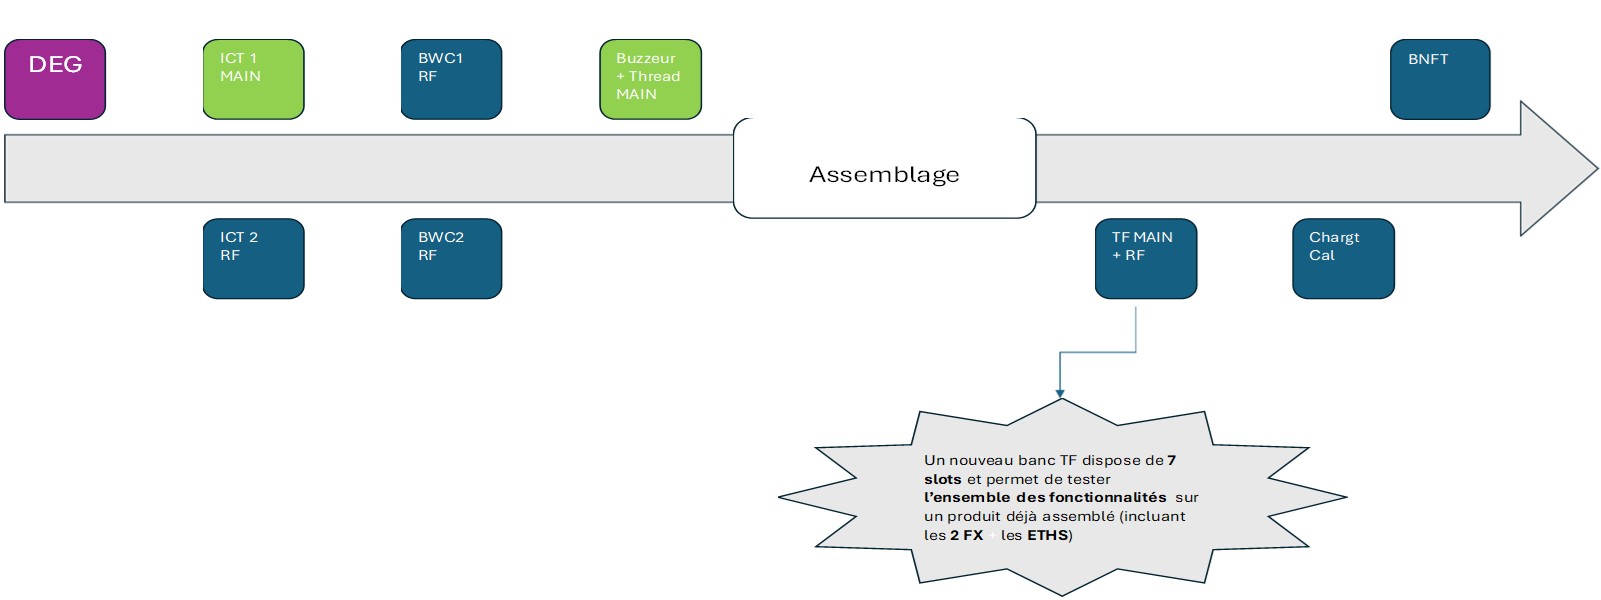 DEG
ICT 1
MAIN
BWC1
RF
Buzzeur
+ Thread
MAIN
BNFT
Assemblage
ICT 2
RF
BWC2
RF
TF MAIN
+ RF
Chargt
Cal
Un nouveau banc TF dispose de 7
slots et permet de tester
l’ensemble des fonctionnalités sur
un produit déjà assemblé (incluant
les 2 FX + les ETHS)